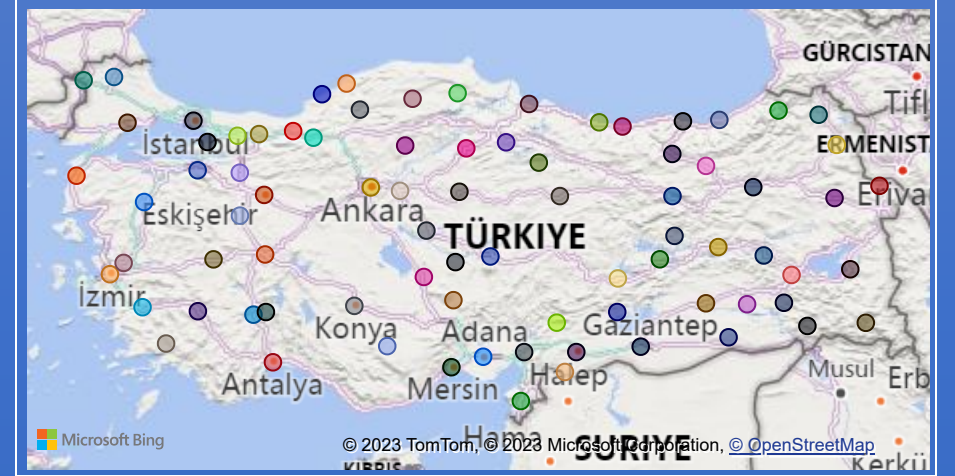 GÜRCISTAN
Tifl
İstanbul
ERMENIST
Eriva
Eskişehir
Ankara
TÜRKIYE
İzmir
Konya
Adana
Gaziantep
Antalya
Mersin
Halep
Musul
Erb
Hama
SURIYE
Kerkü
KIBRIS
Microsoft Bing
© 2023 TomTom, © 2023 Microsoft Corporation, © OpenStreetMap